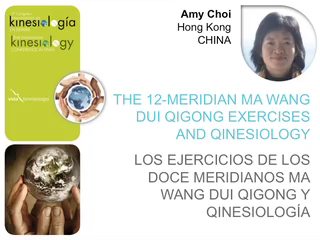 kinesiología
kinesiology
Amy Choi
Hong Kong
CHINA
THE 12-MERIDIAN MA WANG
DUI QIGONG EXERCISES
AND QINESIOLOGY
LOS EJERCICIOS DE LOS
DOCE MERIDIANOS MA
WANG DUI QIGONG Y
QINESIOLOGÍA